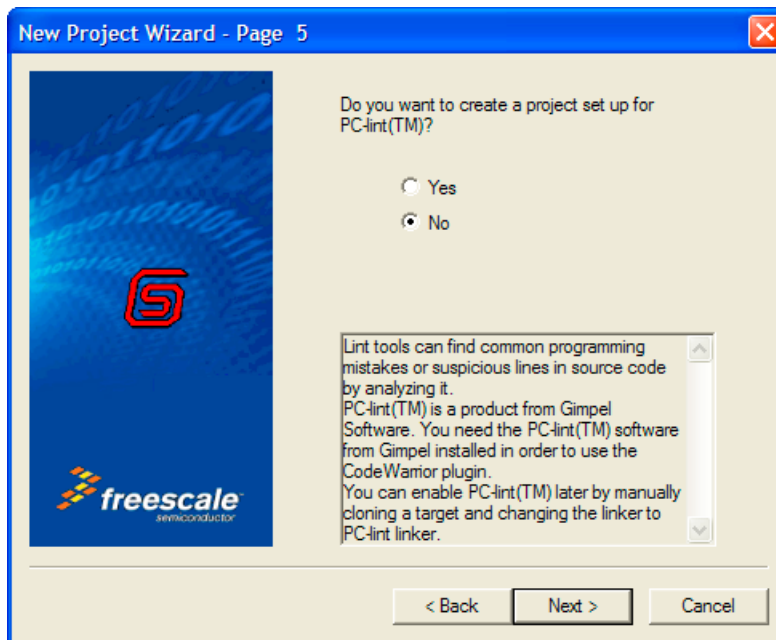 New Project Wizard - Page 5
Do you want to create a project set up for
PC-lint(TM)?
Yes
No
Lint tools can find common programming
mistakes or suspicious lines in source code
by analyzing it.
PC-lint(TM) is a product from Gimpel
Software. You need the PC-lint(TM) software
from Gimpel installed in order to use the
CodeWarrior plugin.
You can enable PC-lint(TM) later by manually
cloning a target and changing the linker to
PC-lint linker.
freescale
semiconductor
< Back
Next >
Cancel